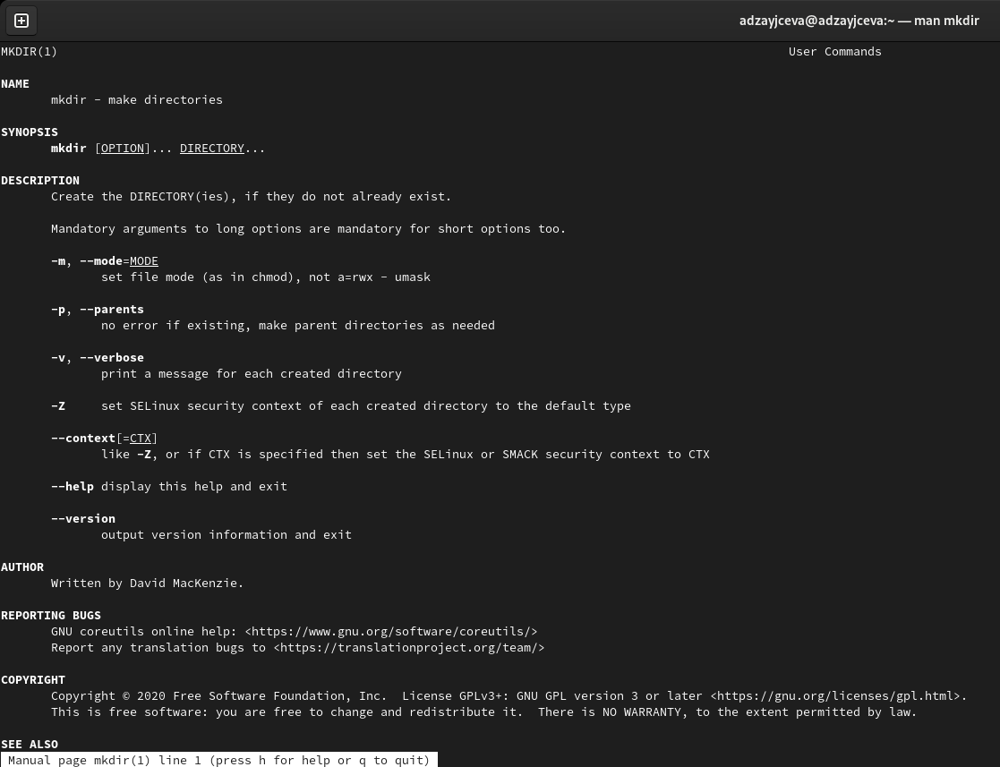 adzayjceva@adzayjceva:~ — man mkdir
MKDIR(1) User Commands
NAME
mkdir - make directories
SYNOPSIS
mkdir [OPTION]... DIRECTORY...
DESCRIPTION
Create the DIRECTORY(ies), if they do not already exist.
Mandatory arguments to long options are mandatory for short options too.
-m, --mode=MODE
set file mode (as in chmod), not a=rwx - umask
-p, --parents
no error if existing, make parent directories as needed
-v, --verbose
print a message for each created directory
-Z set SELinux security context of each created directory to the default type
--context[=CTX]
like -Z, or if CTX is specified then set the SELinux or SMACK security context to CTX
--help display this help and exit
--version
output version information and exit
AUTHOR
Written by David MacKenzie.
REPORTING BUGS
GNU coreutils online help: <https://www.gnu.org/software/coreutils/>
Report any translation bugs to <https://translationproject.org/team/>
COPYRIGHT
Copyright © 2020 Free Software Foundation, Inc. License GPLv3+: GNU GPL version 3 or later <https://gnu.org/licenses/gpl.html>.
This is free software: you are free to change and redistribute it. There is NO WARRANTY, to the extent permitted by law.
SEE ALSO
Manual page mkdir(1) line 1 (press h for help or q to quit)